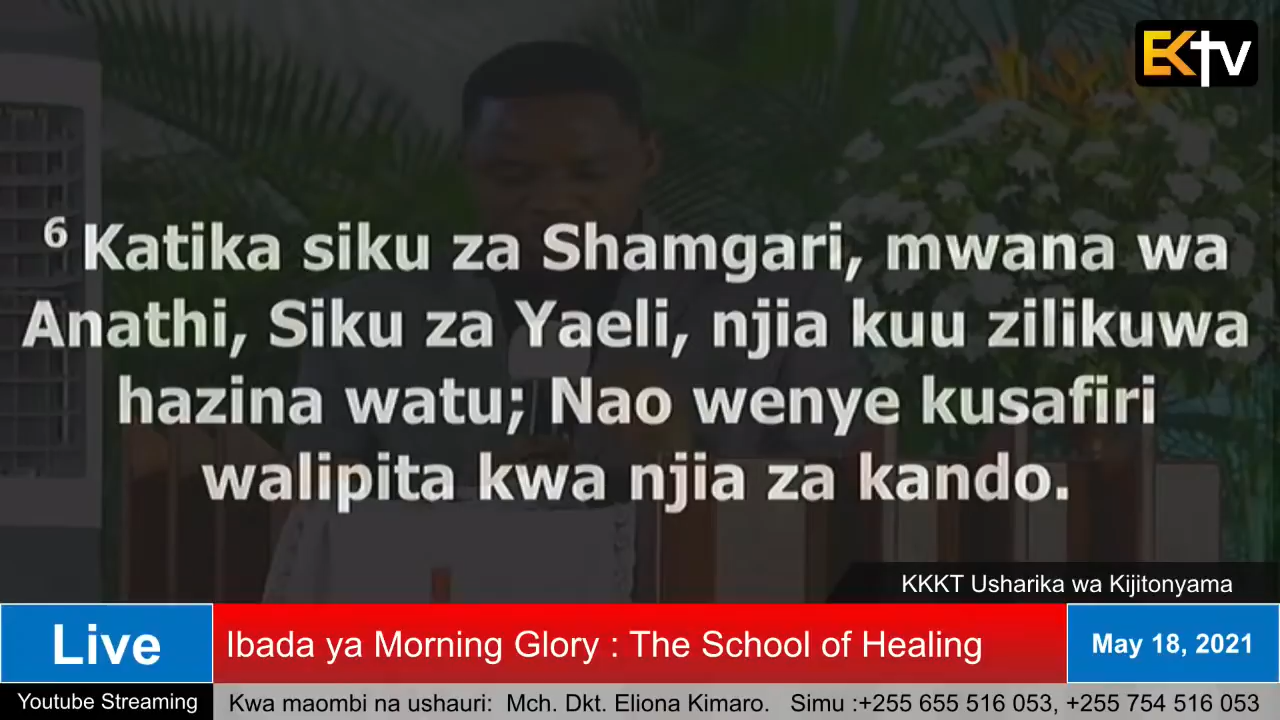 EKTV
6 Katika siku za Shamgari, mwana wa
Anathi, Siku za Yaeli, njia kuu zilikuwa
hazina watu; Nao wenye kusafiri
walipita kwa njia za kando.
KKKT Usharika wa Kijitonyama
Live
Ibada ya Morning Glory : The School of Healing
May 18, 2021
Youtube Streaming
Kwa maombi na ushauri: Mch. Dkt. Eliona Kimaro. Simu :+255 655 516 053, +255 754 516 053